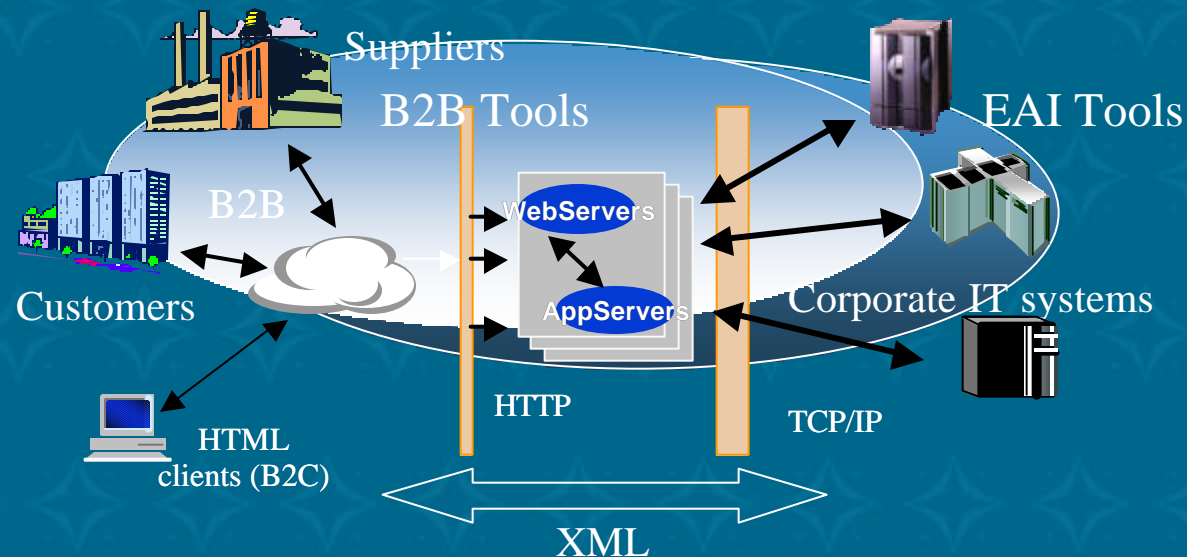 Suppliers
B2B Tools
EAI Tools
B2B
WebServers
Customers
AppServers
Corporate IT systems
HTTP
TCP/IP
HTML
clients (B2C)
XML